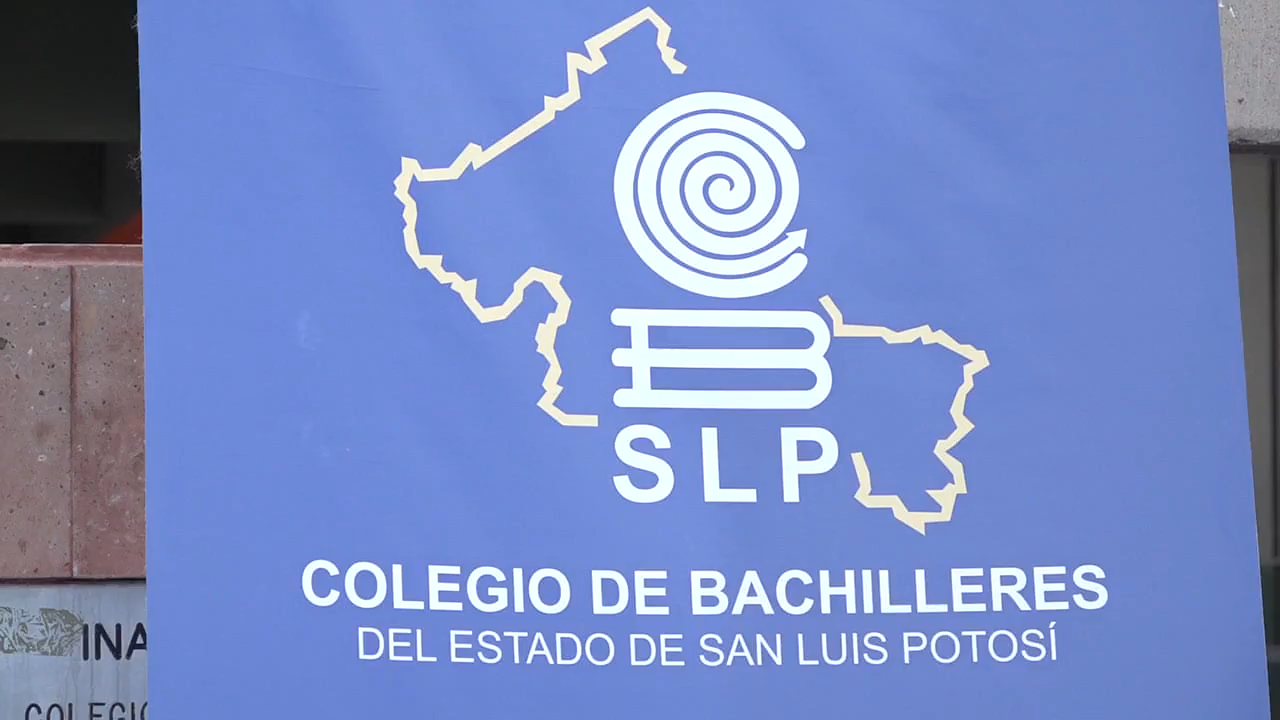 SLP
COLEGIO DE BACHILLERES
DEL ESTADO DE SAN LUIS POTOSÍ
INA
COLEGIO